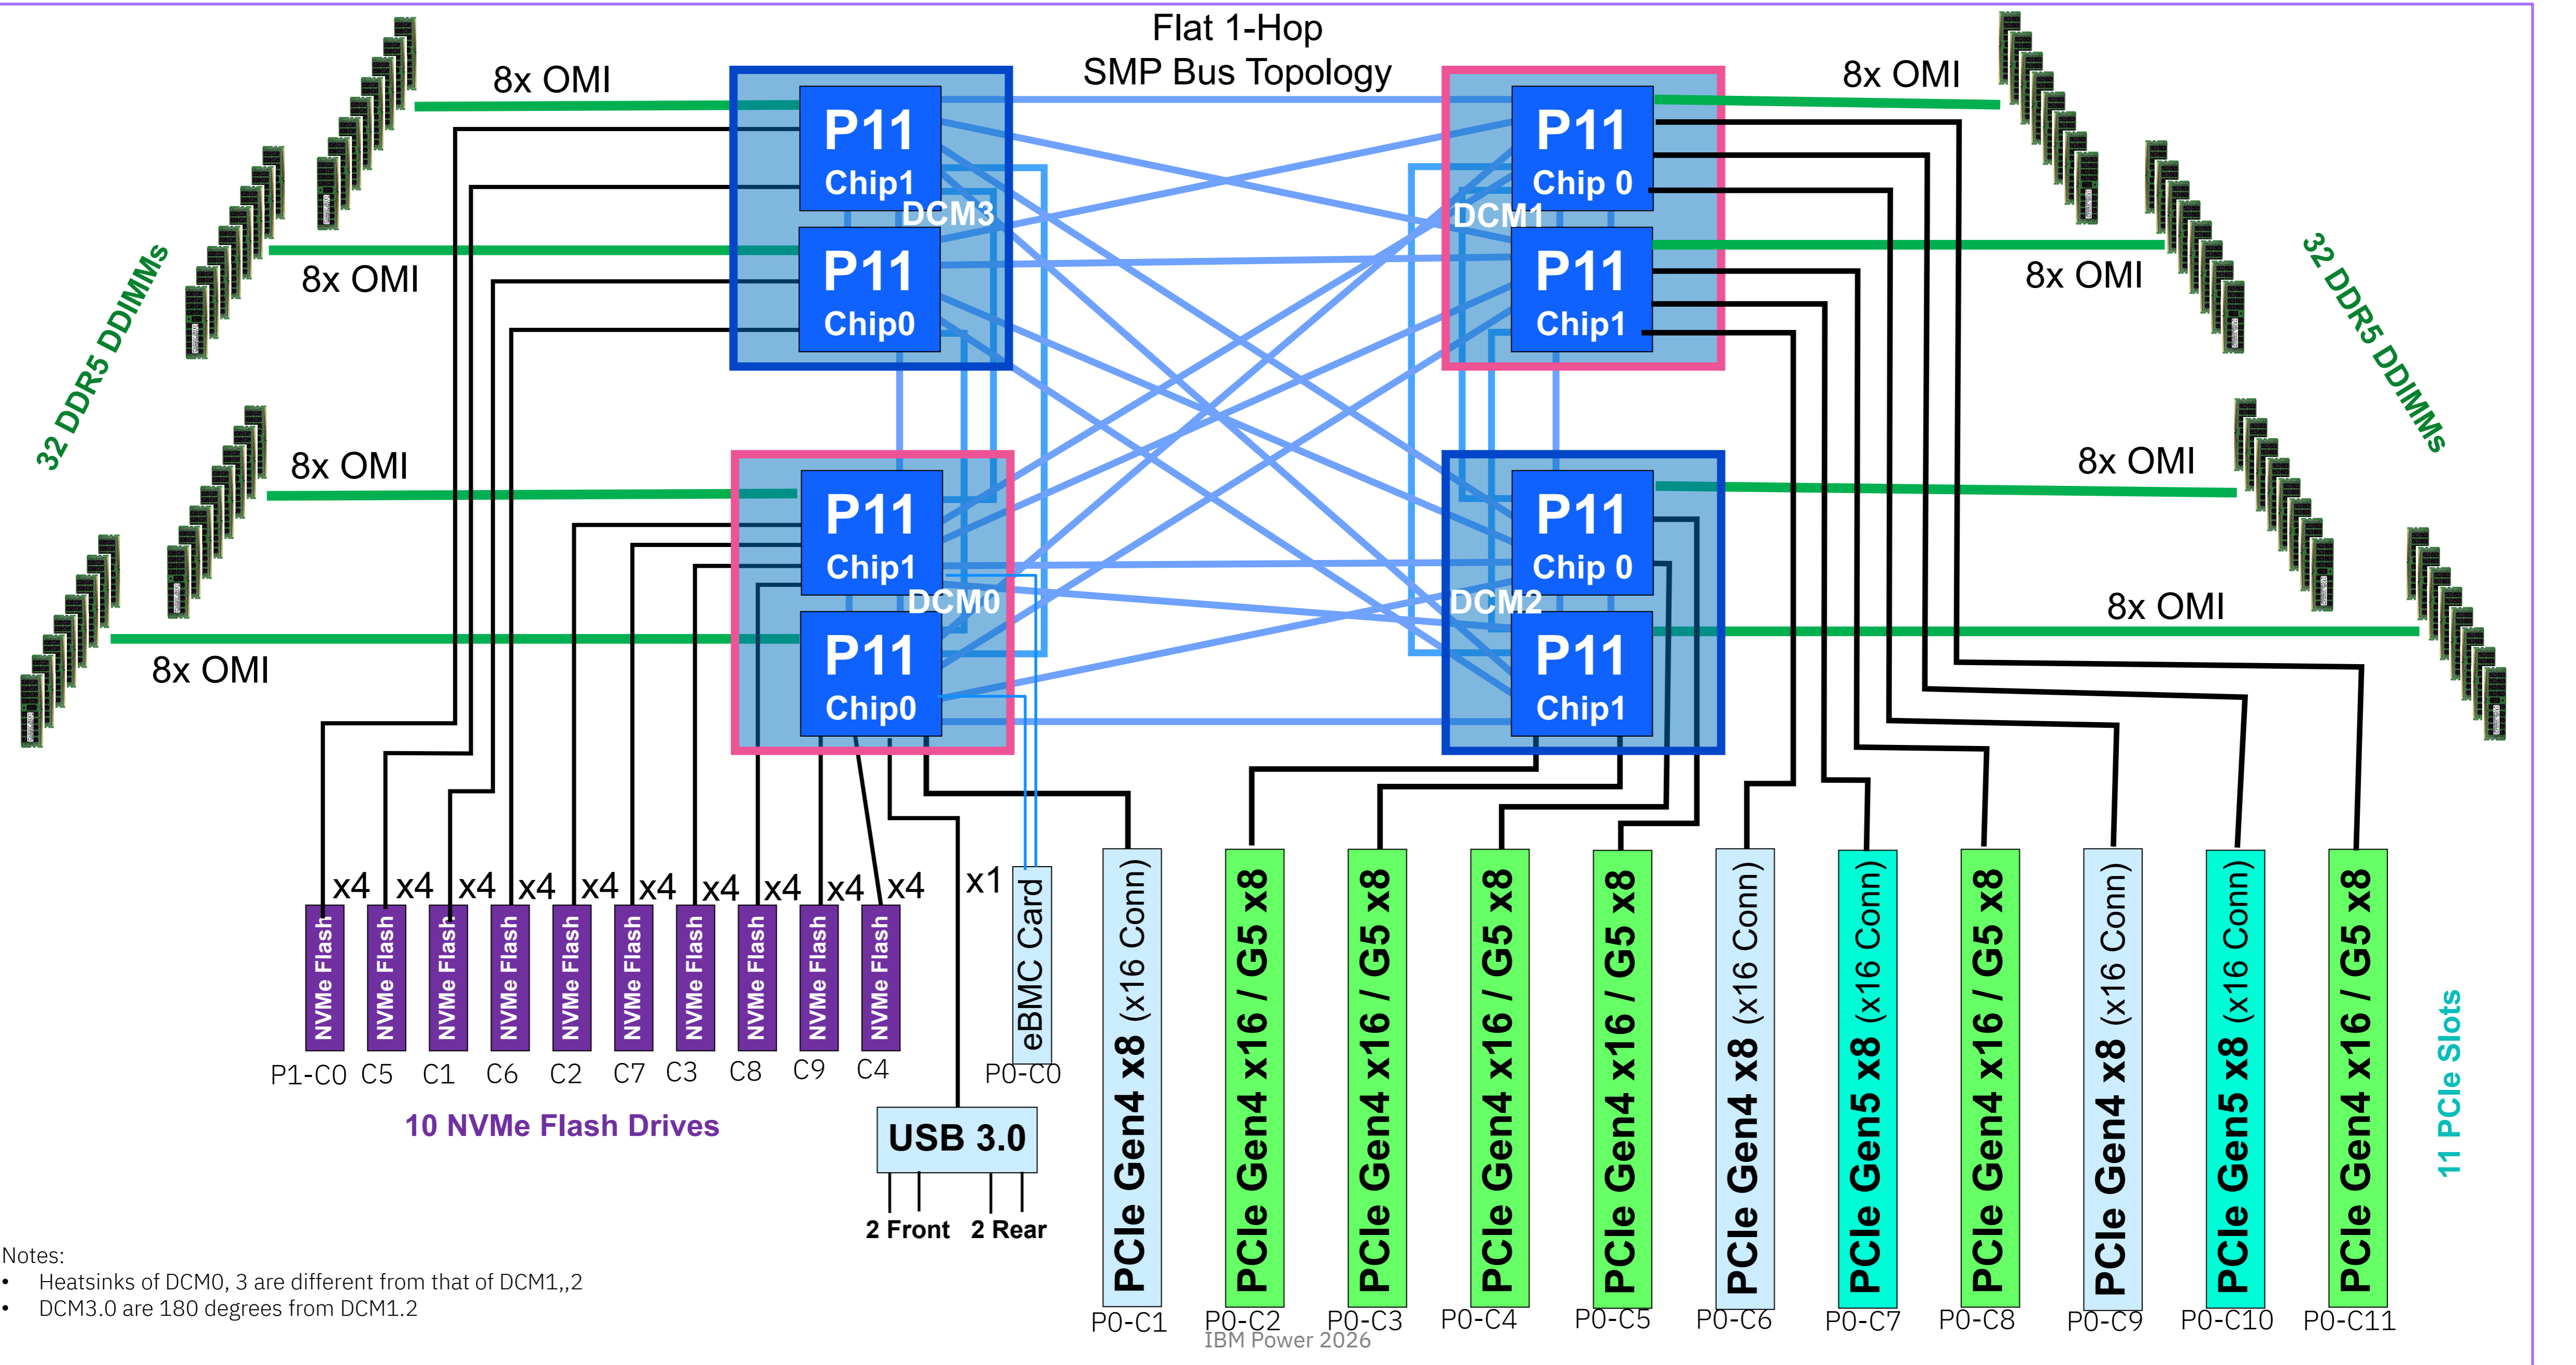 Flat 1-Hop
SMP Bus Topology
8x OMI
8x OMI
8x OMI
8x OMI
32 DDR5 DDIMMs
P11
Chip1
DCM3
P11
Chip0
P11
Chip1
DCM0
P11
Chip0
P11
Chip 0
DCM1
P11
Chip1
P11
Chip 0
DCM2
P11
Chip1
8x OMI
8x OMI
8x OMI
8x OMI
32 DDR5 DDIMMs
x4
x4
x4
x4
x4
x4
x4
x4
x4
x4
x1
NVMe Flash
NVMe Flash
NVMe Flash
NVMe Flash
NVMe Flash
NVMe Flash
NVMe Flash
NVMe Flash
NVMe Flash
NVMe Flash
P1-C0
C5
C1
C6
C2
C7
C3
C8
C9
C4
10 NVMe Flash Drives
eBMC Card
P0-C0
USB 3.0
2 Front
2 Rear
PCIe Gen4 x8 (x16 Conn)
PCIe Gen4 x16 / G5 x8
PCIe Gen4 x16 / G5 x8
PCIe Gen4 x16 / G5 x8
PCIe Gen4 x16 / G5 x8
PCIe Gen4 x8 (x16 Conn)
PCIe Gen5 x8 (x16 Conn)
PCIe Gen4 x16 / G5 x8
PCIe Gen4 x8 (x16 Conn)
PCIe Gen5 x8 (x16 Conn)
PCIe Gen4 x16 / G5 x8
11 PCIe Slots
P0-C1
P0-C2
P0-C3
P0-C4
P0-C5
P0-C6
P0-C7
P0-C8
P0-C9
P0-C10
P0-C11
Notes:
• Heatsinks of DCM0, 3 are different from that of DCM1,,2
• DCM3.0 are 180 degrees from DCM1.2
IBM Power 2026